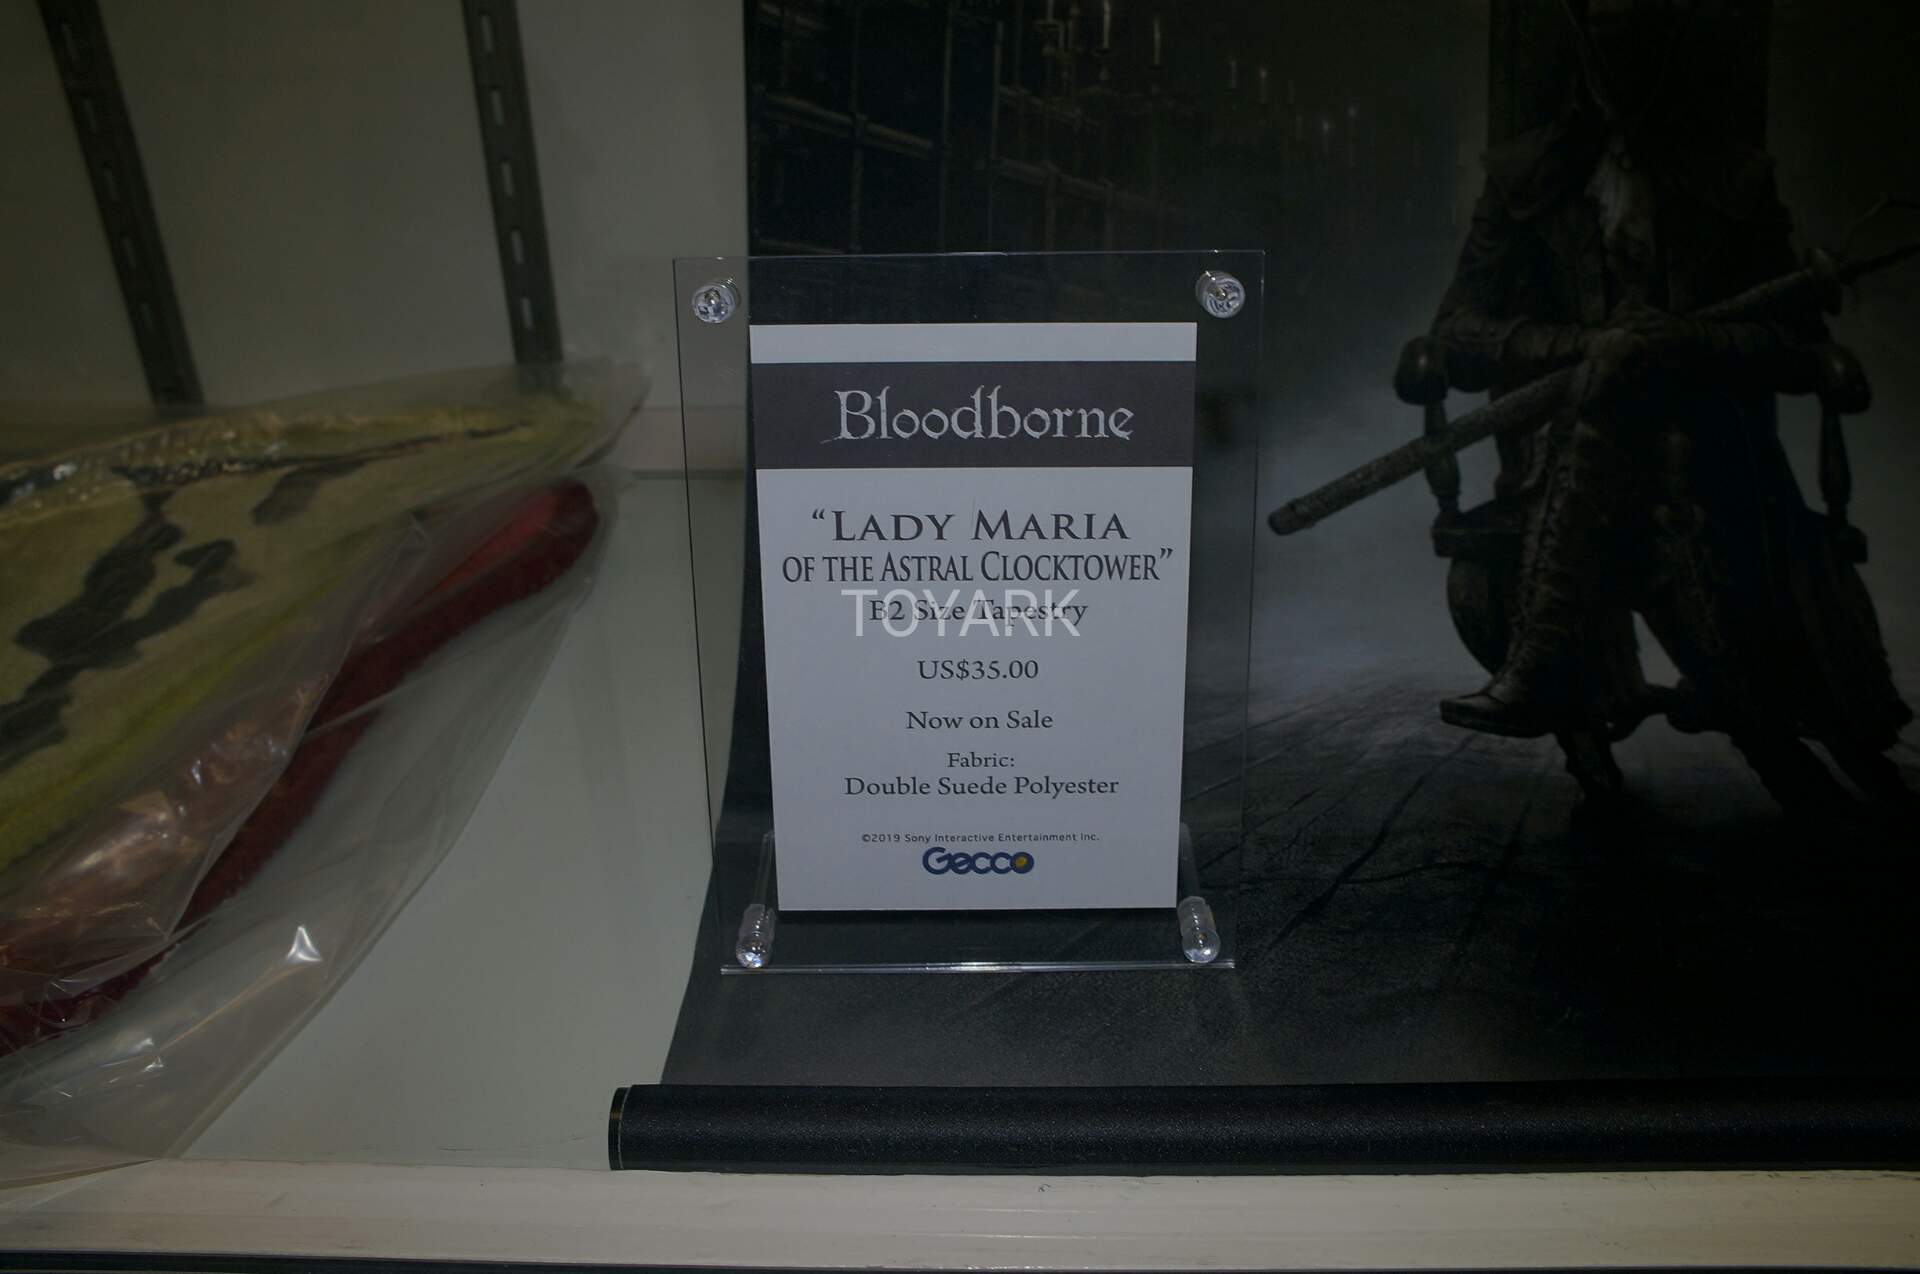 Bloodborne
“LADY MARIA
OF THE ASTRAL CLOCKTOWER”
B2 Size Tapestry
TOYARK
US$35.00
Now on Sale
Fabric:
Double Suede Polyester
©2019 Sony Interactive Entertainment Inc.
Gecco